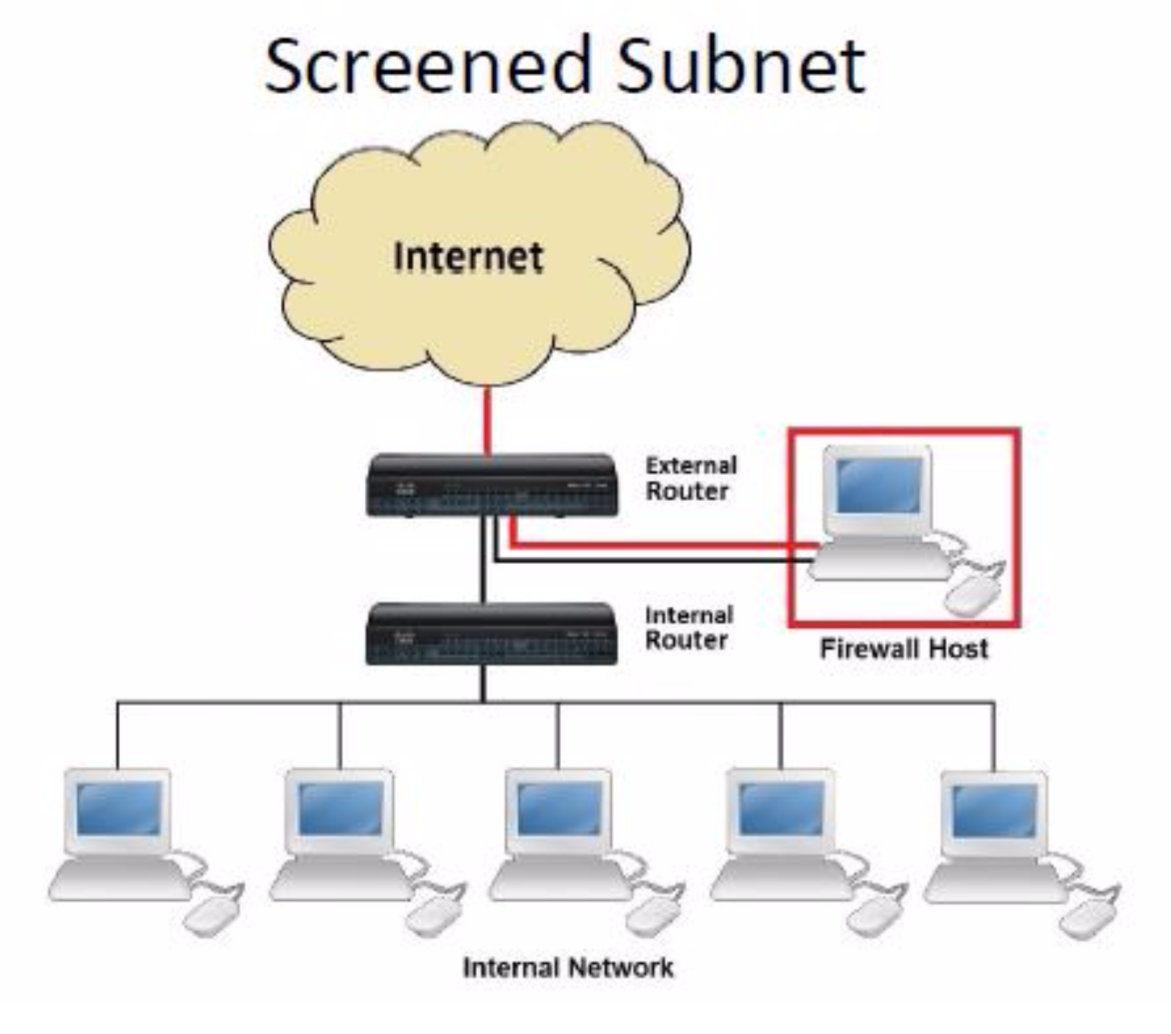 Screened Subnet
Internet
External
Router
Internal
Router
Firewall Host
Internal Network